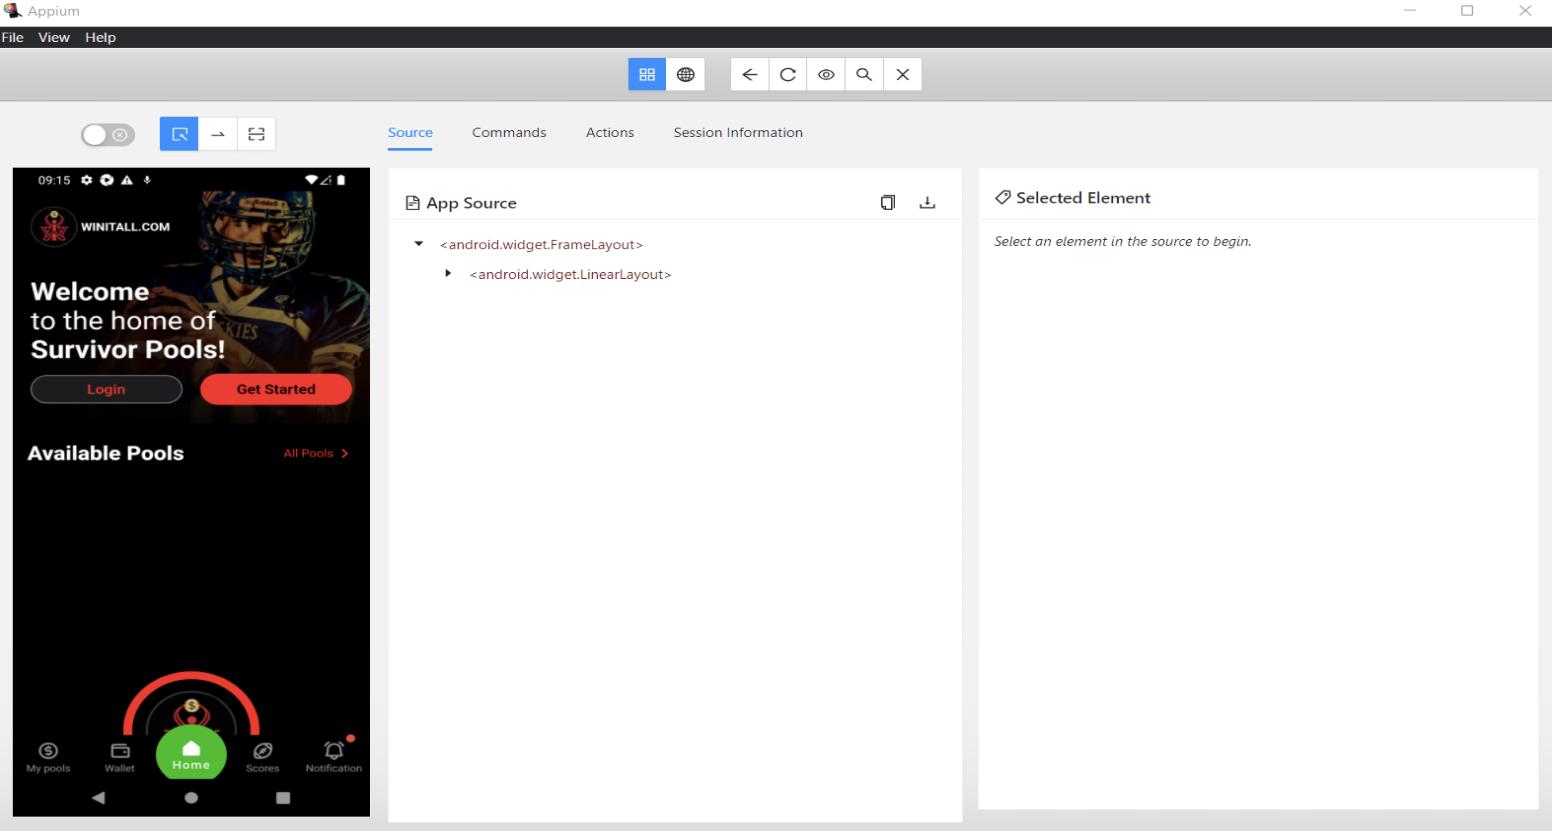 Appium
File View Help
Source Commands Actions Session Information
09:15
WINITALL.COM
Welcome
to the home of
Survivor Pools!
KIES
Login Get Started
Available Pools All Pools
$
$ My pools
Wallet
Home
Scores
Notification
App Source
<android.widget.FrameLayout>
<android.widget.LinearLayout>
Selected Element
Select an element in the source to begin.